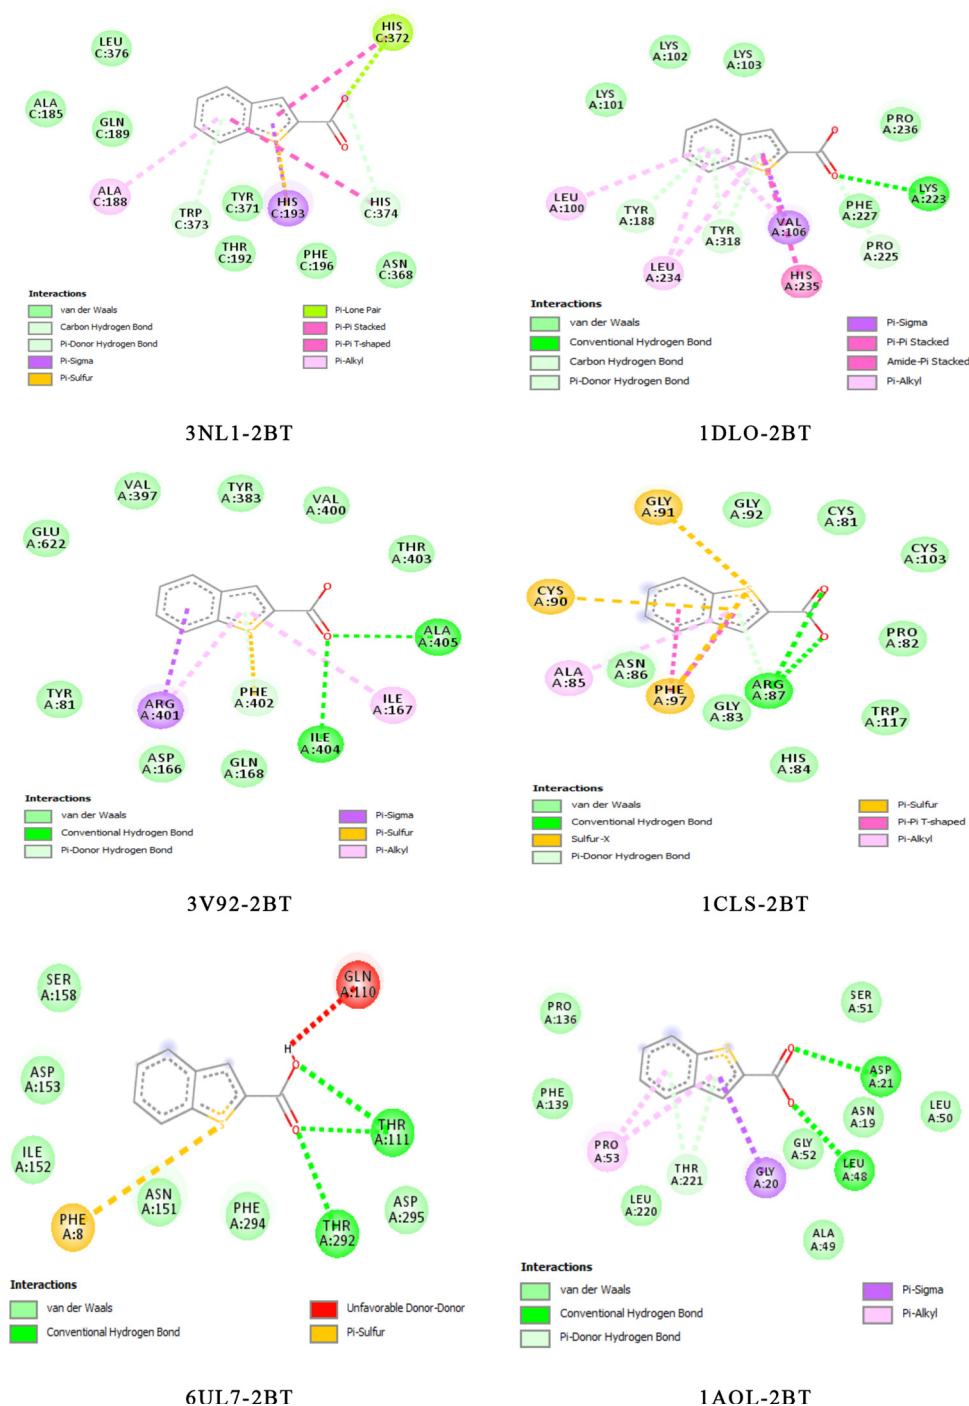 HIS
C:372
LEU
C:376
ALA
C:185
GLN
C:189
ALA
C:188
TRP
C:373
TYR
C:371
HIS
C:193
HIS
C:374
THR
C:192
PHE
C:196
ASN
C:368
O
O
S
Interactions
van der Waals
Carbon Hydrogen Bond
Pi-Donor Hydrogen Bond
Pi-Sigma
Pi-Sulfur
Pi-Lone Pair
Pi-Pi Stacked
Pi-Pi T-shaped
Pi-Alkyl
3NL1-2BT
LYS
A:102
LYS
A:103
LYS
A:101
PRO
A:236
O
O
S
LEU
A:100
TYR
A:188
TYR
A:318
LEU
A:234
VAL
A:106
HIS
A:235
PHE
A:227
LYS
A:223
PRO
A:225
Interactions
van der Waals
Conventional Hydrogen Bond
Carbon Hydrogen Bond
Pi-Donor Hydrogen Bond
Pi-Sigma
Pi-Pi Stacked
Amide-Pi Stacked
Pi-Alkyl
1DLO-2BT
VAL
A:397
TYR
A:383
VAL
A:400
GLU
A:622
THR
A:403
O
O
S
ALA
A:405
TYR
A:81
ARG
A:401
PHE
A:402
ILE
A:167
ILE
A:404
ASP
A:166
GLN
A:168
Interactions
van der Waals
Conventional Hydrogen Bond
Pi-Donor Hydrogen Bond
Pi-Sigma
Pi-Sulfur
Pi-Alkyl
3V92-2BT
GLY
A:91
GLY
A:92
CYS
A:81
CYS
A:103
CYS
A:90
S
O
O
PRO
A:82
ALA
A:85
ASN
A:86
PHE
A:97
GLY
A:83
ARG
A:87
TRP
A:117
HIS
A:84
Interactions
van der Waals
Conventional Hydrogen Bond
Sulfur-X
Pi-Donor Hydrogen Bond
Pi-Sulfur
Pi-Pi T-shaped
Pi-Alkyl
1CLS-2BT
SER
A:158
GLN
A:110
H
O
O
S
ASP
A:153
THR
A:111
ILE
A:152
ASN
A:151
PHE
A:294
ASP
A:295
PHE
A:8
THR
A:292
Interactions
van der Waals
Conventional Hydrogen Bond
Unfavorable Donor-Donor
Pi-Sulfur
6UL7-2BT
PRO
A:136
SER
A:51
S
O
O
ASP
A:21
PHE
A:139
ASN
A:19
LEU
A:50
PRO
A:53
GLY
A:52
THR
A:221
GLY
A:20
LEU
A:48
LEU
A:220
ALA
A:49
Interactions
van der Waals
Conventional Hydrogen Bond
Pi-Donor Hydrogen Bond
Pi-Sigma
Pi-Alkyl
1AOL-2BT